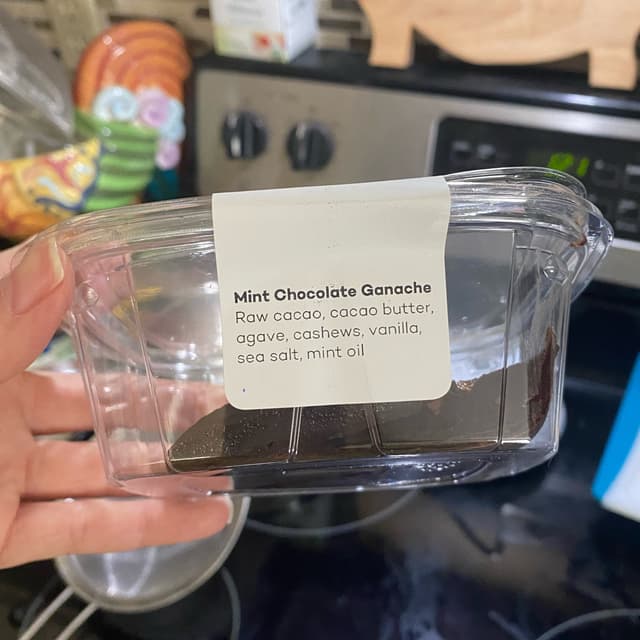 Mint Chocolate Ganache
Raw cacao, cacao butter,
agave, cashews, vanilla,
sea salt, mint oil